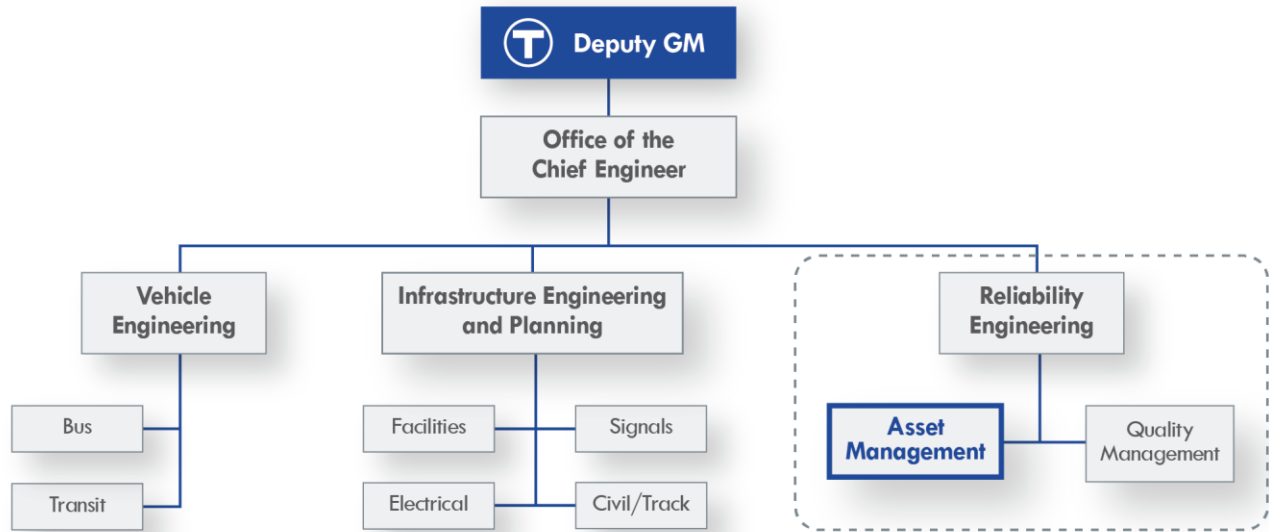 T Deputy GM
Office of the
Chief Engineer
Vehicle
Engineering
Infrastructure Engineering
and Planning
Reliability
Engineering
Bus
Transit
Facilities
Signals
Electrical
Civil/Track
Asset
Management
Quality
Management